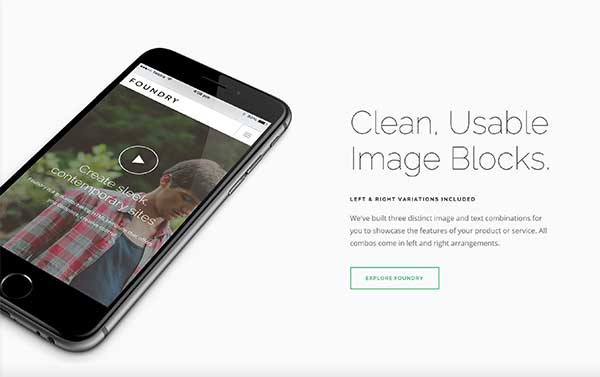 FOUNDRY
Create sleek,
contemporary sites
Clean, Usable
Image Blocks.
LEFT & RIGHT VARIATIONS INCLUDED
We've built three distinct image and text combinations for
you to showcase the features of your product or service. All
combos come in left and right arrangements.
EXPLORE FOUNDRY